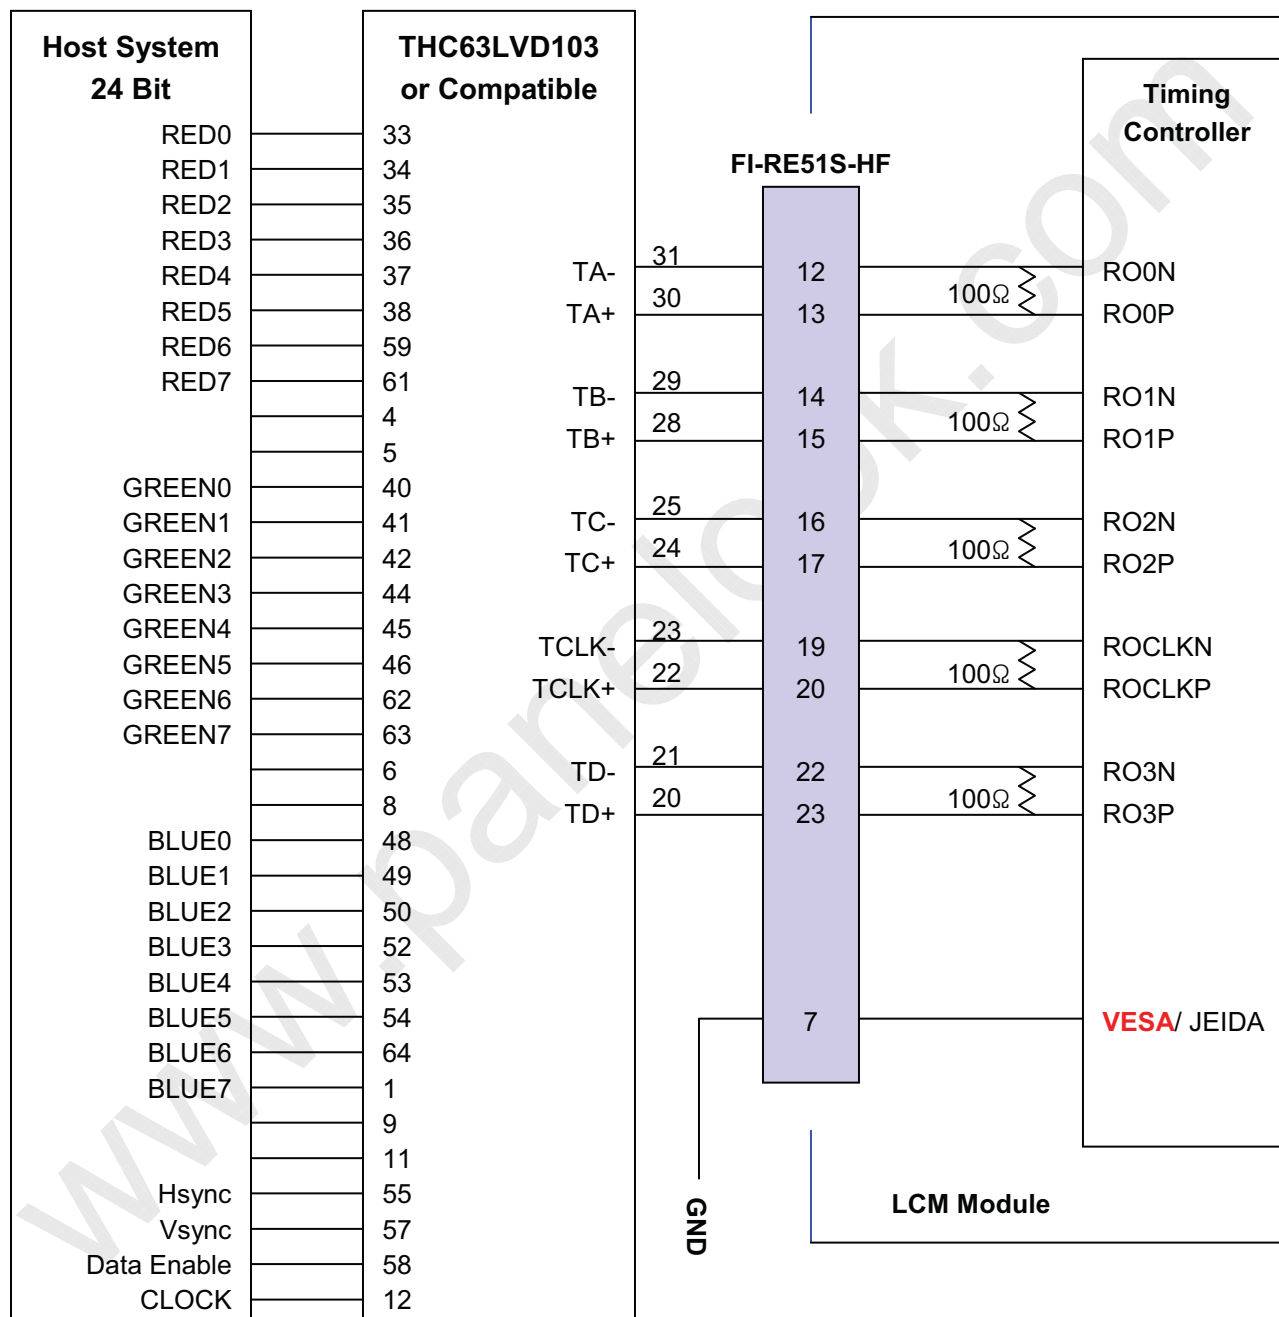 Host System
24 Bit
RED0
RED1
RED2
RED3
RED4
RED5
RED6
RED7
GREEN0
GREEN1
GREEN2
GREEN3
GREEN4
GREEN5
GREEN6
GREEN7
BLUE0
BLUE1
BLUE2
BLUE3
BLUE4
BLUE5
BLUE6
BLUE7
Hsync
Vsync
Data Enable
CLOCK
THC63LVD103
or Compatible
33
34
35
36
37
38
59
61
4
5
40
41
42
44
45
46
62
63
6
8
48
49
50
52
53
54
64
1
9
11
55
57
58
12
TA- 31
TA+ 30
TB- 29
TB+ 28
TC- 25
TC+ 24
TCLK- 23
TCLK+ 22
TD- 21
TD+ 20
GND
FI-RE51S-HF
12
13
14
15
16
17
19
20
22
23
7
100Ω
100Ω
100Ω
100Ω
100Ω
Timing
Controller
RO0N
RO0P
RO1N
RO1P
RO2N
RO2P
ROCLKN
ROCLKP
RO3N
RO3P
VESA/ JEIDA
LCM Module
www.panelook.com